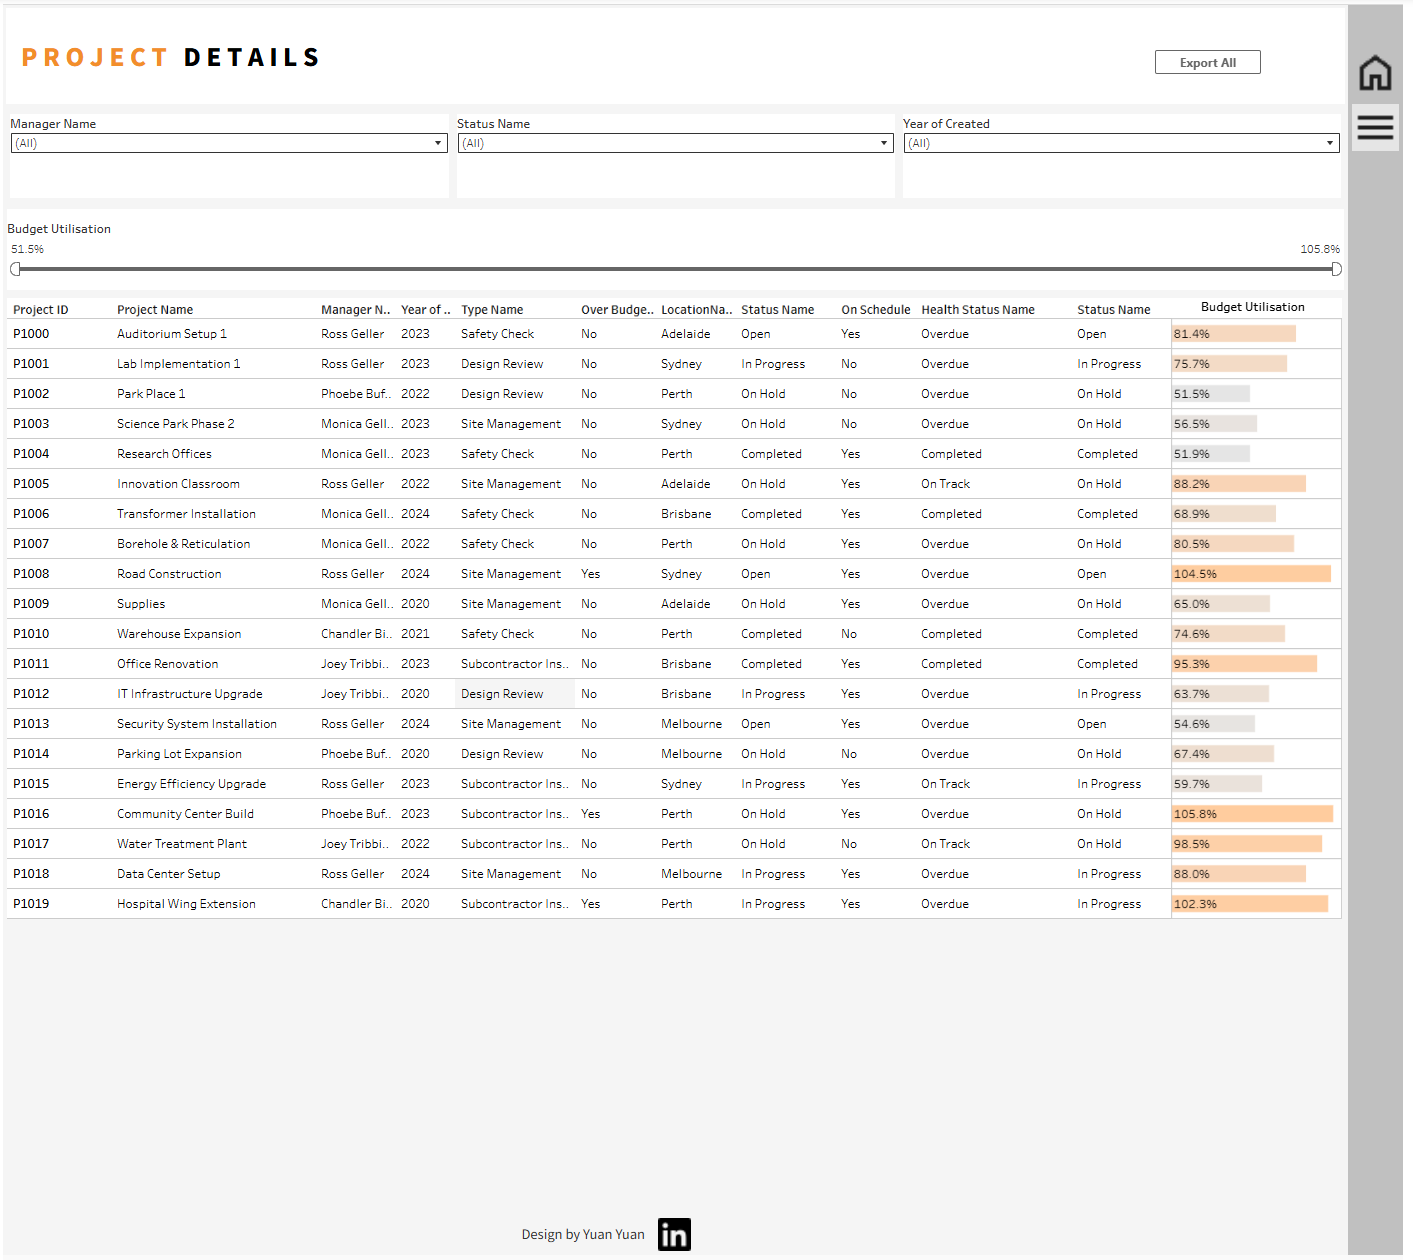 PROJECT DETAILS
Export All
Manager Name Status Name Year of Created
(All) (All) (All)
Budget Utilisation
51.5% 105.8%
Project ID Project Name Manager N.. Year of .. Type Name Over Budge.. LocationNa.. Status Name On Schedule Health Status Name Status Name Budget Utilisation
P1000 Auditorium Setup 1 Ross Geller 2023 Safety Check No Adelaide Open Yes Overdue Open 81.4%
P1001 Lab Implementation 1 Ross Geller 2023 Design Review No Sydney In Progress No Overdue In Progress 75.7%
P1002 Park Place 1 Phoebe Buf.. 2022 Design Review No Perth On Hold No Overdue On Hold 51.5%
P1003 Science Park Phase 2 Monica Gell.. 2023 Site Management No Sydney On Hold No Overdue On Hold 56.5%
P1004 Research Offices Monica Gell.. 2023 Safety Check No Perth Completed Yes Completed Completed 51.9%
P1005 Innovation Classroom Ross Geller 2022 Site Management No Adelaide On Hold Yes On Track On Hold 88.2%
P1006 Transformer Installation Monica Gell.. 2024 Safety Check No Brisbane Completed Yes Completed Completed 68.9%
P1007 Borehole & Reticulation Monica Gell.. 2022 Safety Check No Perth On Hold Yes Overdue On Hold 80.5%
P1008 Road Construction Ross Geller 2024 Site Management Yes Sydney Open Yes Overdue Open 104.5%
P1009 Supplies Monica Gell.. 2020 Site Management No Adelaide On Hold Yes Overdue On Hold 65.0%
P1010 Warehouse Expansion Chandler Bi.. 2021 Safety Check No Perth Completed No Completed Completed 74.6%
P1011 Office Renovation Joey Tribbi.. 2023 Subcontractor Ins.. No Brisbane Completed Yes Completed Completed 95.3%
P1012 IT Infrastructure Upgrade Joey Tribbi.. 2020 Design Review No Brisbane In Progress Yes Overdue In Progress 63.7%
P1013 Security System Installation Ross Geller 2024 Site Management No Melbourne Open Yes Overdue Open 54.6%
P1014 Parking Lot Expansion Phoebe Buf.. 2020 Design Review No Melbourne On Hold No Overdue On Hold 67.4%
P1015 Energy Efficiency Upgrade Ross Geller 2023 Subcontractor Ins.. No Sydney In Progress Yes On Track In Progress 59.7%
P1016 Community Center Build Phoebe Buf.. 2023 Subcontractor Ins.. Yes Perth On Hold Yes Overdue On Hold 105.8%
P1017 Water Treatment Plant Joey Tribbi.. 2022 Subcontractor Ins.. No Perth On Hold No On Track On Hold 98.5%
P1018 Data Center Setup Ross Geller 2024 Site Management No Melbourne In Progress Yes Overdue In Progress 88.0%
P1019 Hospital Wing Extension Chandler Bi.. 2020 Subcontractor Ins.. Yes Perth In Progress Yes Overdue In Progress 102.3%
Design by Yuan Yuan in